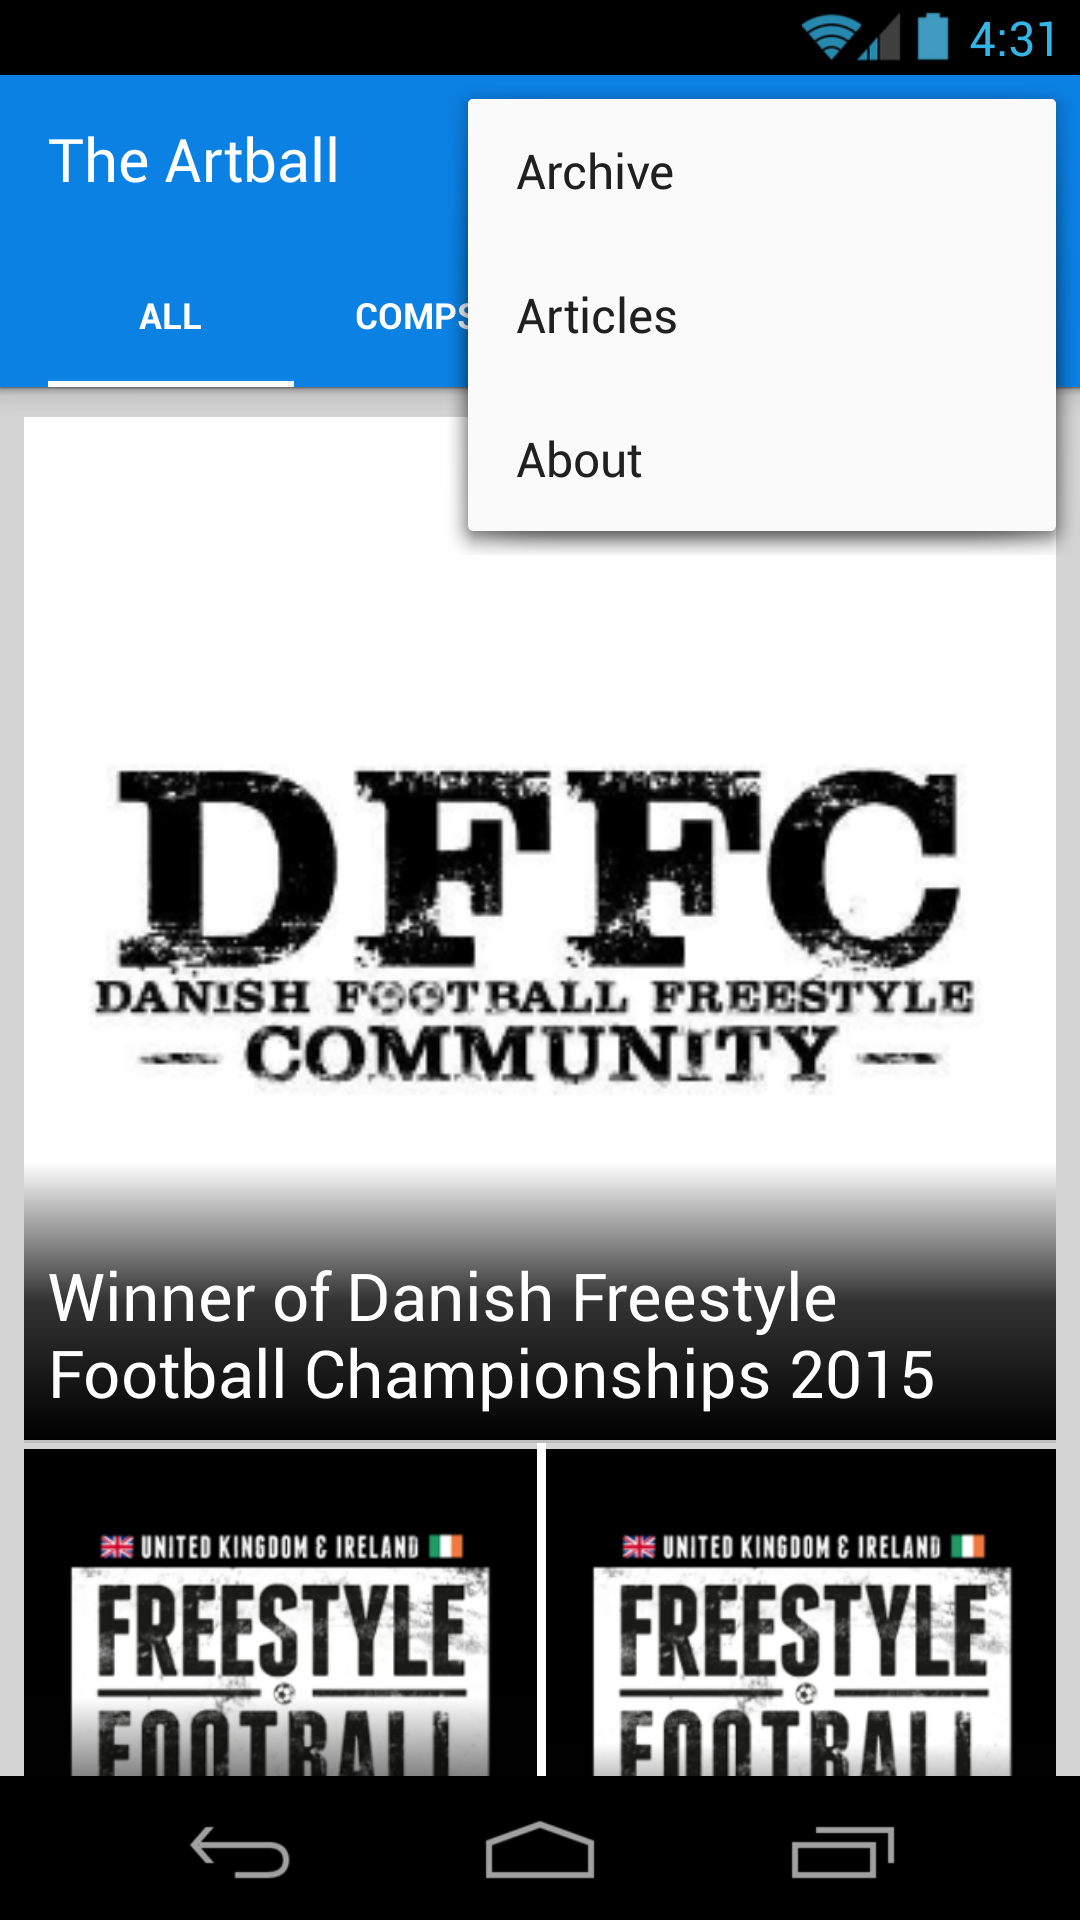 4:31
The Artball
Archive
ALL
COMPS
Articles
About
DFFC
DANISH FOOTBALL FREESTYLE
COMMUNITY
Winner of Danish Freestyle
Football Championships 2015
UNITED KINGDOM & IRELAND
FREESTYLE
FOOTBALL
UNITED KINGDOM & IRELAND
FREESTYLE
FOOTBALL